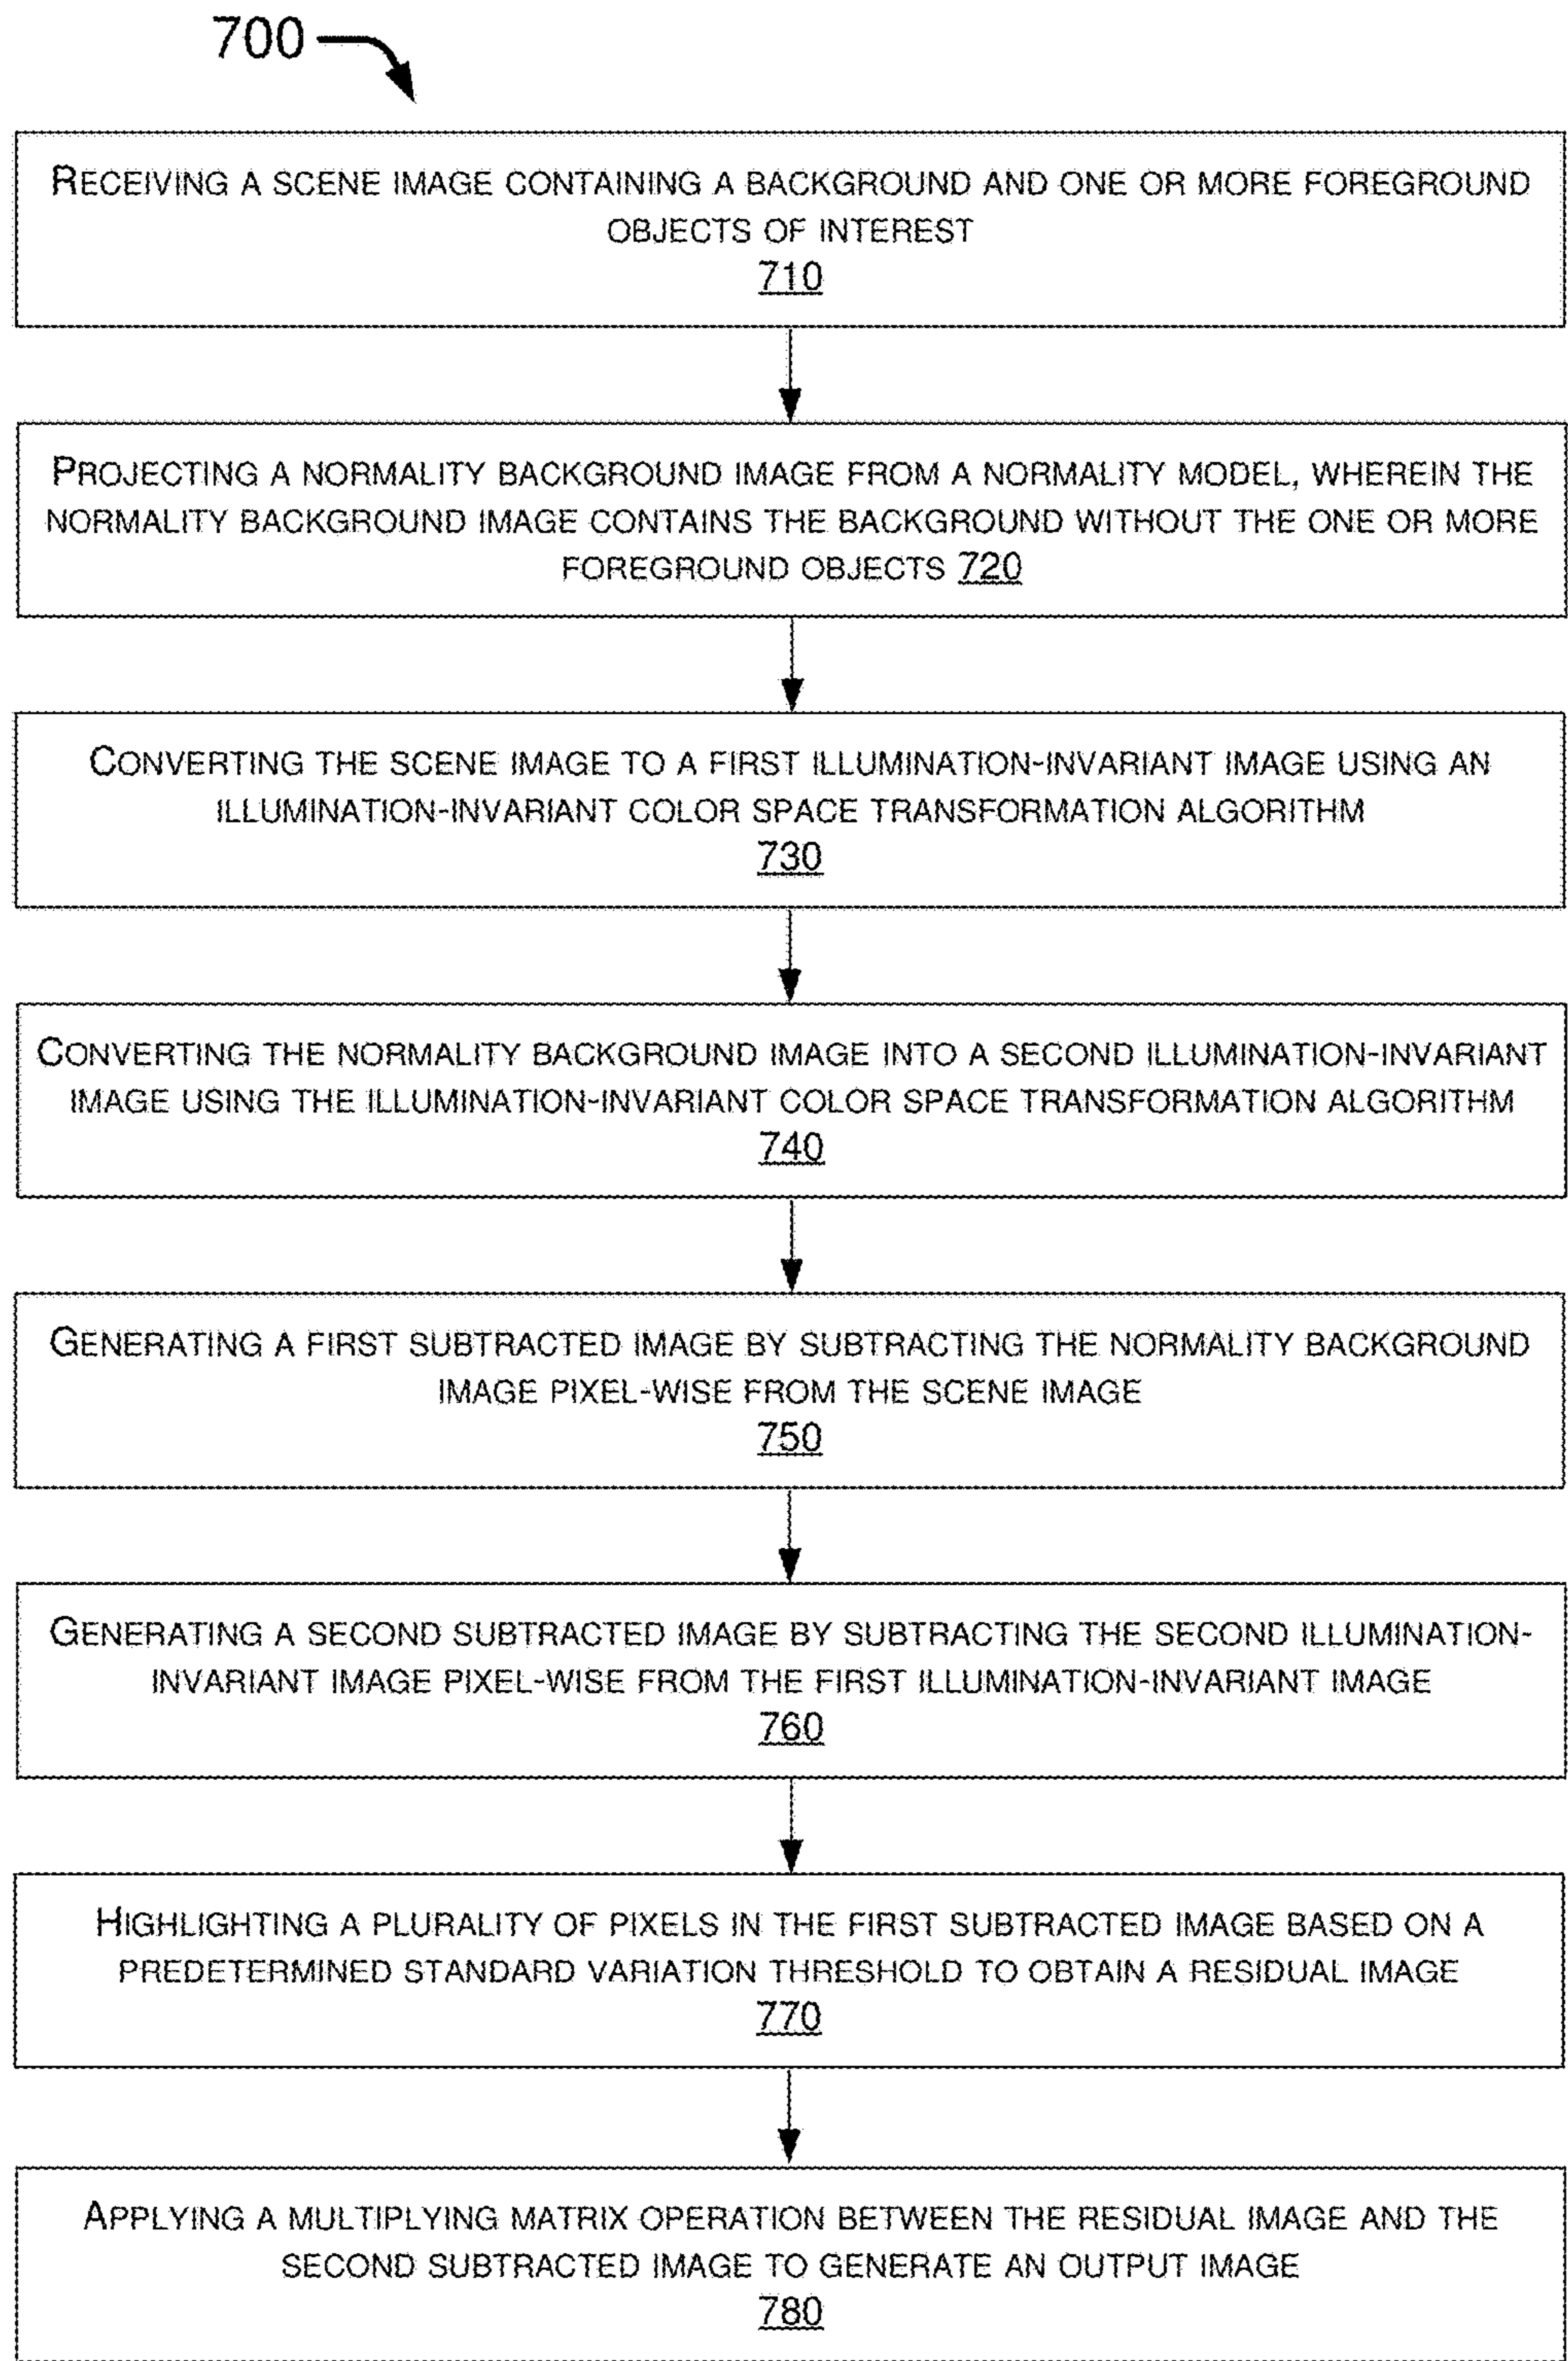 700
RECEIVING A SCENE IMAGE CONTAINING A BACKGROUND AND ONE OR MORE FOREGROUND
OBJECTS OF INTEREST
710
PROJECTING A NORMALITY BACKGROUND IMAGE FROM A NORMALITY MODEL, WHEREIN THE
NORMALITY BACKGROUND IMAGE CONTAINS THE BACKGROUND WITHOUT THE ONE OR MORE
FOREGROUND OBJECTS 720
CONVERTING THE SCENE IMAGE TO A FIRST ILLUMINATION-INVARIANT IMAGE USING AN
ILLUMINATION-INVARIANT COLOR SPACE TRANSFORMATION ALGORITHM
730
CONVERTING THE NORMALITY BACKGROUND IMAGE INTO A SECOND ILLUMINATION-INVARIANT
IMAGE USING THE ILLUMINATION-INVARIANT COLOR SPACE TRANSFORMATION ALGORITHM
740
GENERATING A FIRST SUBTRACTED IMAGE BY SUBTRACTING THE NORMALITY BACKGROUND
IMAGE PIXEL-WISE FROM THE SCENE IMAGE
750
GENERATING A SECOND SUBTRACTED IMAGE BY SUBTRACTING THE SECOND ILLUMINATION-
INVARIANT IMAGE PIXEL-WISE FROM THE FIRST ILLUMINATION-INVARIANT IMAGE
760
HIGHLIGHTING A PLURALITY OF PIXELS IN THE FIRST SUBTRACTED IMAGE BASED ON A
PREDETERMINED STANDARD VARIATION THRESHOLD TO OBTAIN A RESIDUAL IMAGE
770
APPLYING A MULTIPLYING MATRIX OPERATION BETWEEN THE RESIDUAL IMAGE AND THE
SECOND SUBTRACTED IMAGE TO GENERATE AN OUTPUT IMAGE
780